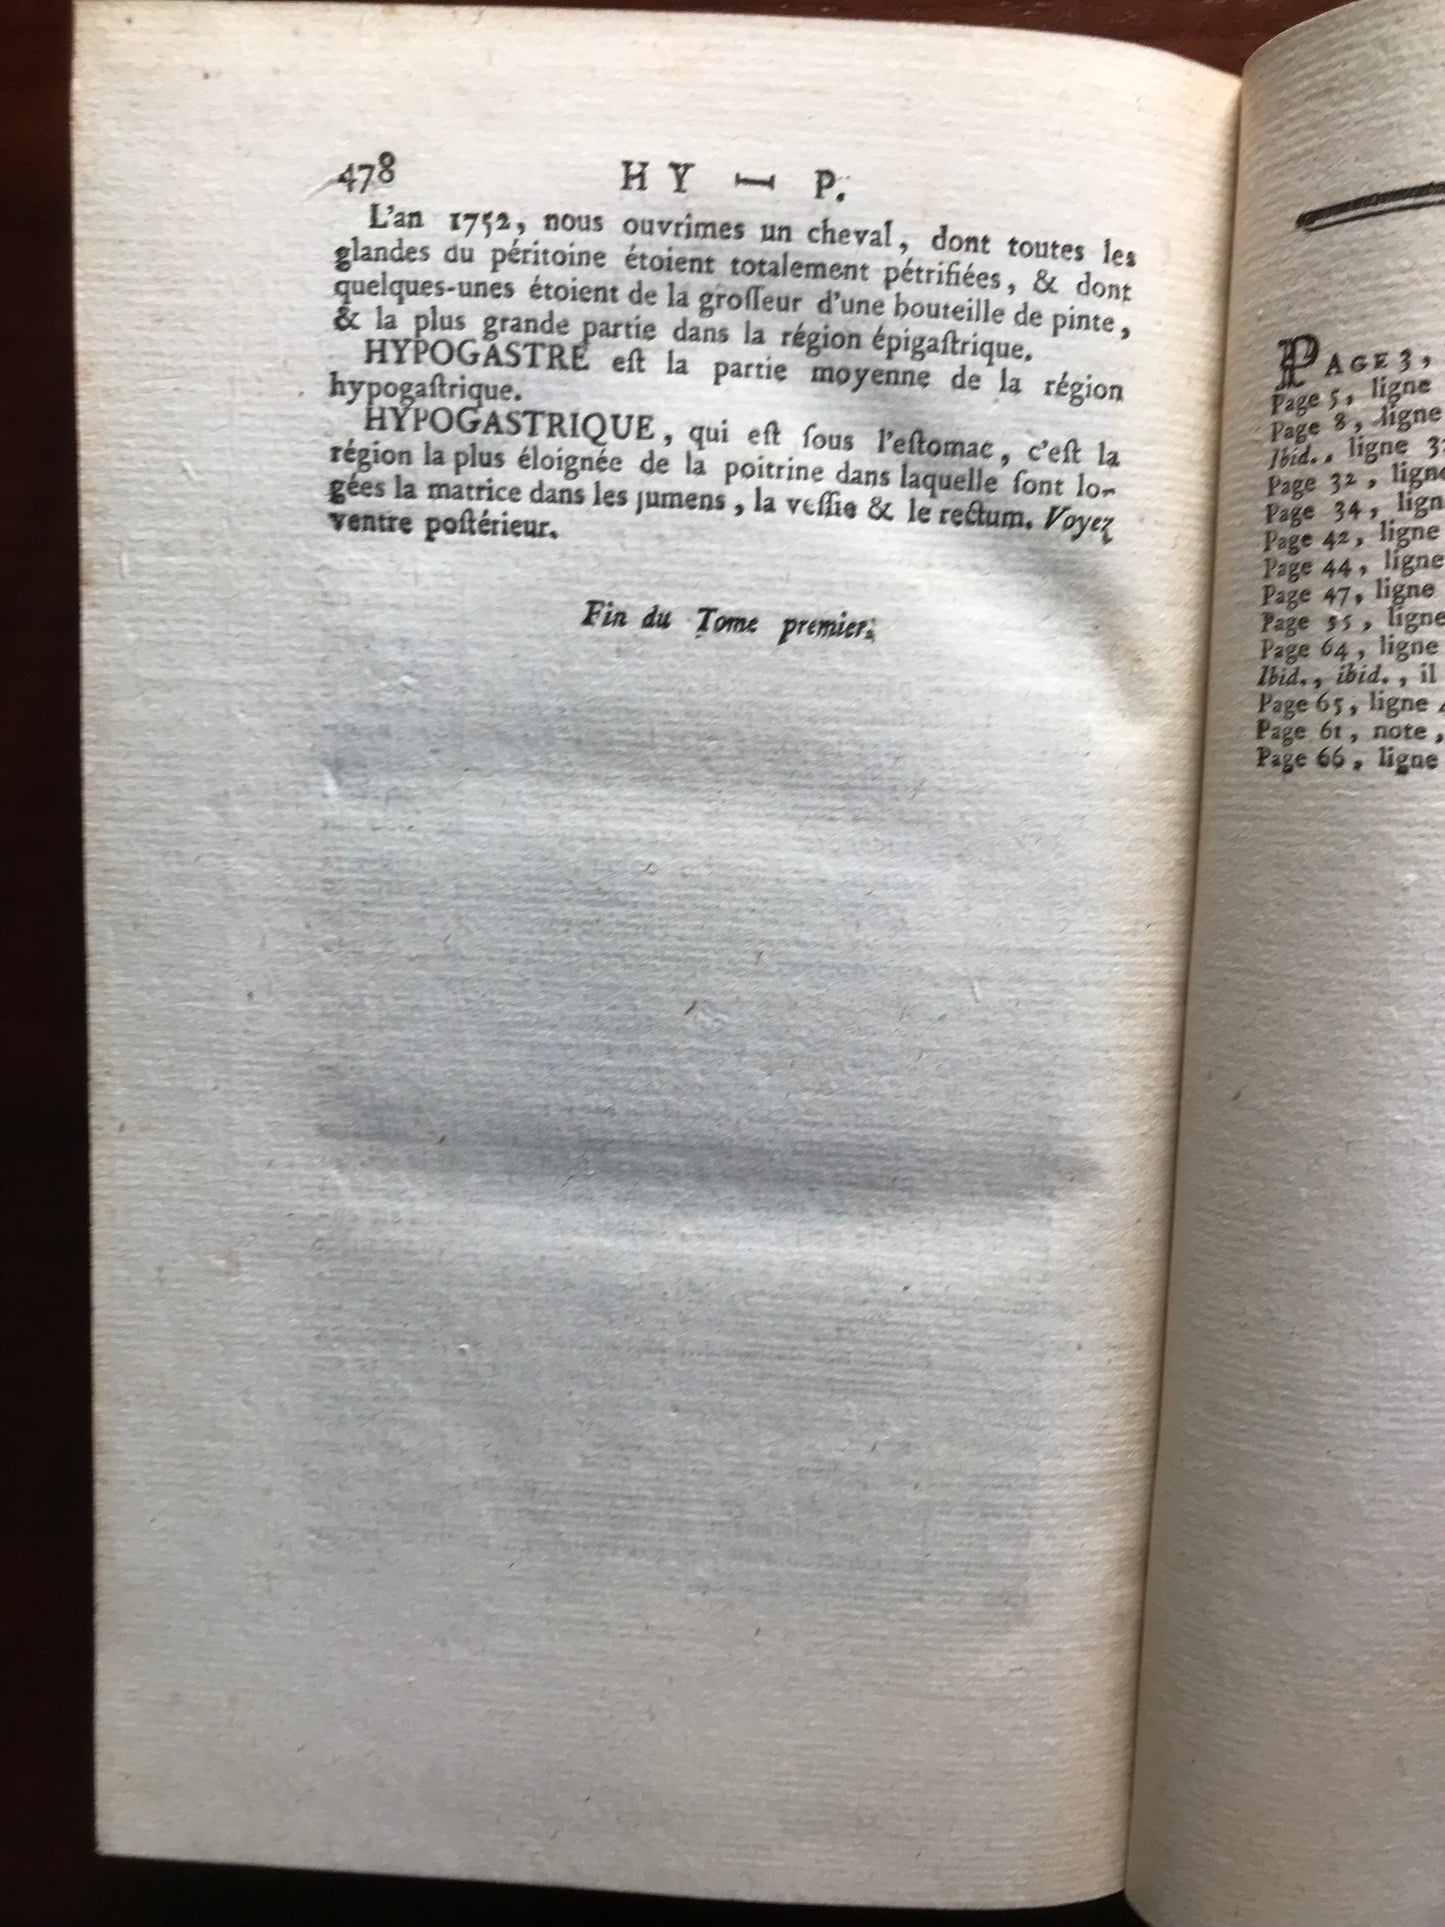 478 HY — P.
L'an 1752, nous ouvrîmes un cheval, dont toutes les
glandes du péritoine étoient totalement pétrifiées, & dont
quelques-unes étoient de la groſſeur d'une bouteille de pinte,
& la plus grande partie dans la région épigaſtrique.
HYPOGASTRE eſt la partie moyenne de la région
hypogaſtrique.
HYPOGASTRIQUE, qui eſt ſous l'eſtomac, c'eſt la
région la plus éloignée de la poitrine dans laquelle ſont lo-
gées la matrice dans les jumens, la veſſie & le rectum. Voyez
ventre poſtérieur.
Fin du Tome premier.
PAGE 3,
Page 5, ligne
Page 8, ligne
Ibid., ligne 3
Page 32, ligne
Page 34, lign
Page 42, ligne
Page 44, ligne
Page 47, ligne
Page 55, ligne
Page 64, ligne
Ibid., ibid., il
Page 65, ligne
Page 61, note,
Page 66, ligne